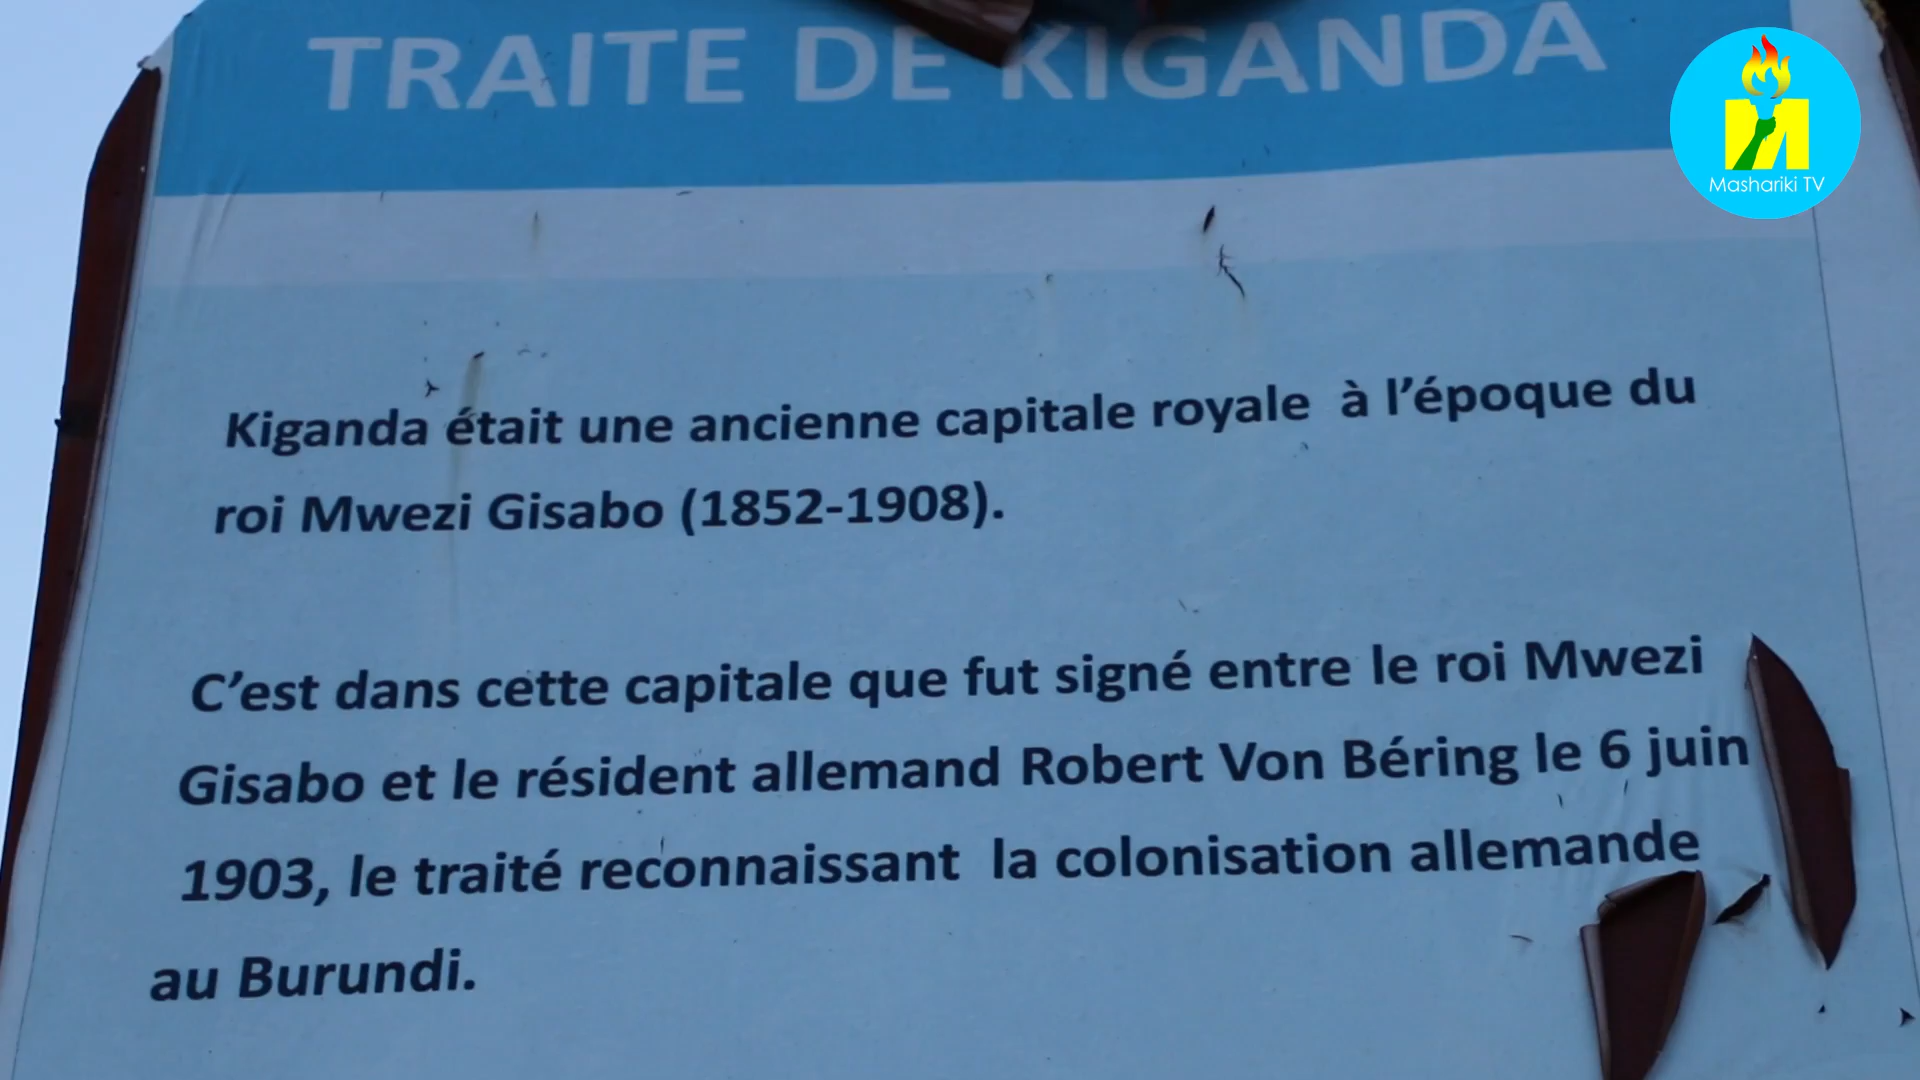 TRAITE DE KIGANDA
Mashariki TV
Kiganda était une ancienne capitale royale à l’époque du
roi Mwezi Gisabo (1852-1908).
C’est dans cette capitale que fut signé entre le roi Mwezi
Gisabo et le résident allemand Robert Von Béring le 6 juin
1903, le traité reconnaissant la colonisation allemande
au Burundi.